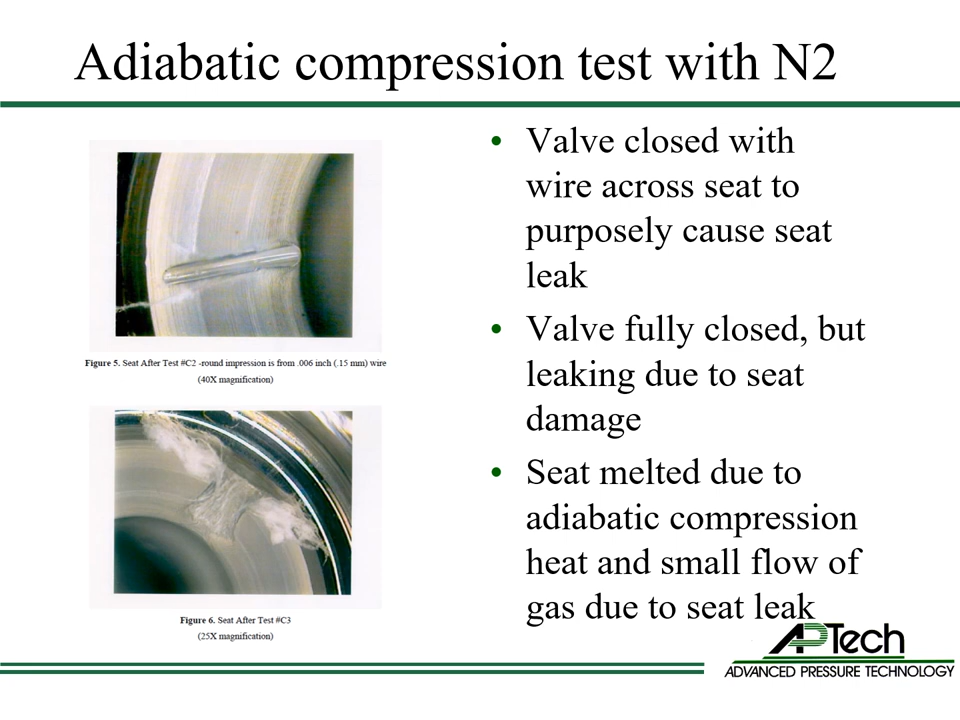 Adiabatic compression test with N2
Figure 5. Seat After Test #C2 -round impression is from .006 inch (.15 mm) wire
(40X magnification)
Figure 6. Seat After Test #C3
(25X magnification)
• Valve closed with
wire across seat to
purposely cause seat
leak
• Valve fully closed, but
leaking due to seat
damage
• Seat melted due to
adiabatic compression
heat and small flow of
gas due to seat leak
APTech
ADVANCED PRESSURE TECHNOLOGY